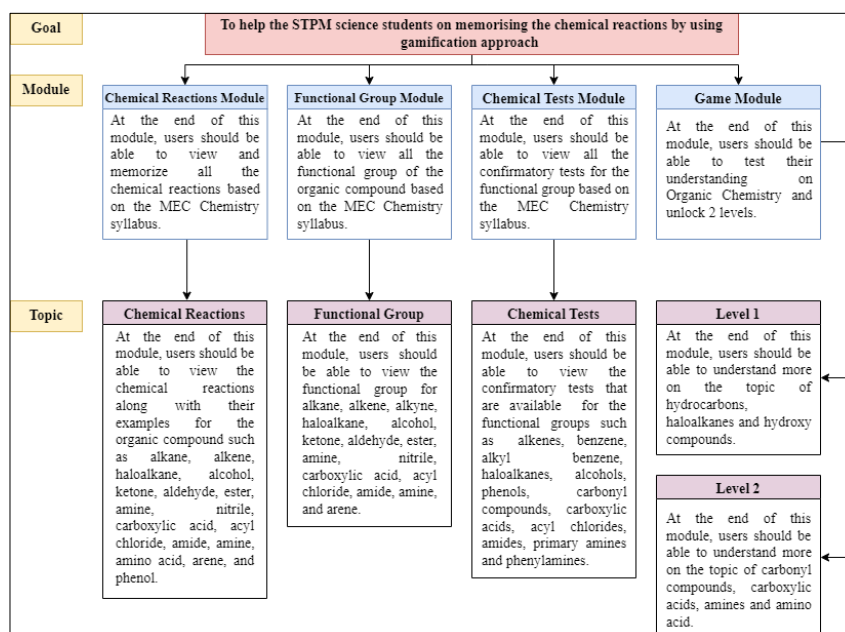 Goal
To help the STPM science students on memorising the chemical reactions by using
gamification approach
Module
Chemical Reactions Module
At the end of this
module, users should be
able to view and
memorize all the
chemical reactions based
on the MEC Chemistry
syllabus.
Functional Group Module
At the end of this
module, users should be
able to view all the
functional group of the
organic compound based
on the MEC Chemistry
syllabus.
Chemical Tests Module
At the end of this
module, users should be
able to view all the
confirmatory tests for the
functional group based on
the MEC Chemistry
syllabus.
Game Module
At the end of this
module, users should be
able to test their
understanding on
Organic Chemistry and
unlock 2 levels.
Topic
Chemical Reactions
At the end of this
module, users should be
able to view the
chemical reactions
along with their
examples for the
organic compound such
as alkane, alkene,
haloalkane, alcohol,
ketone, aldehyde, ester,
amine, nitrile,
carboxylic acid, acyl
chloride, amide, amine,
amino acid, arene, and
phenol.
Functional Group
At the end of this
module, users should
be able to view the
functional group for
alkane, alkene, alkyne,
haloalkane, alcohol,
ketone, aldehyde, ester,
amine, nitrile,
carboxylic acid, acyl
chloride, amide, amine,
and arene.
Chemical Tests
At the end of this
module, users should be
able to view the
confirmatory tests that
are available for the
functional groups such
as alkenes, benzene,
alkyl benzene,
haloalkanes, alcohols,
phenols, carbonyl
compounds, carboxylic
acids, acyl chlorides,
amides, primary amines
and phenylamines.
Level 1
At the end of this
module, users should be
able to understand more
on the topic of
hydrocarbons,
haloalkanes and hydroxy
compounds.
Level 2
At the end of this
module, users should be
able to understand more
on the topic of carbonyl
compounds, carboxylic
acids, amines and amino
acid.